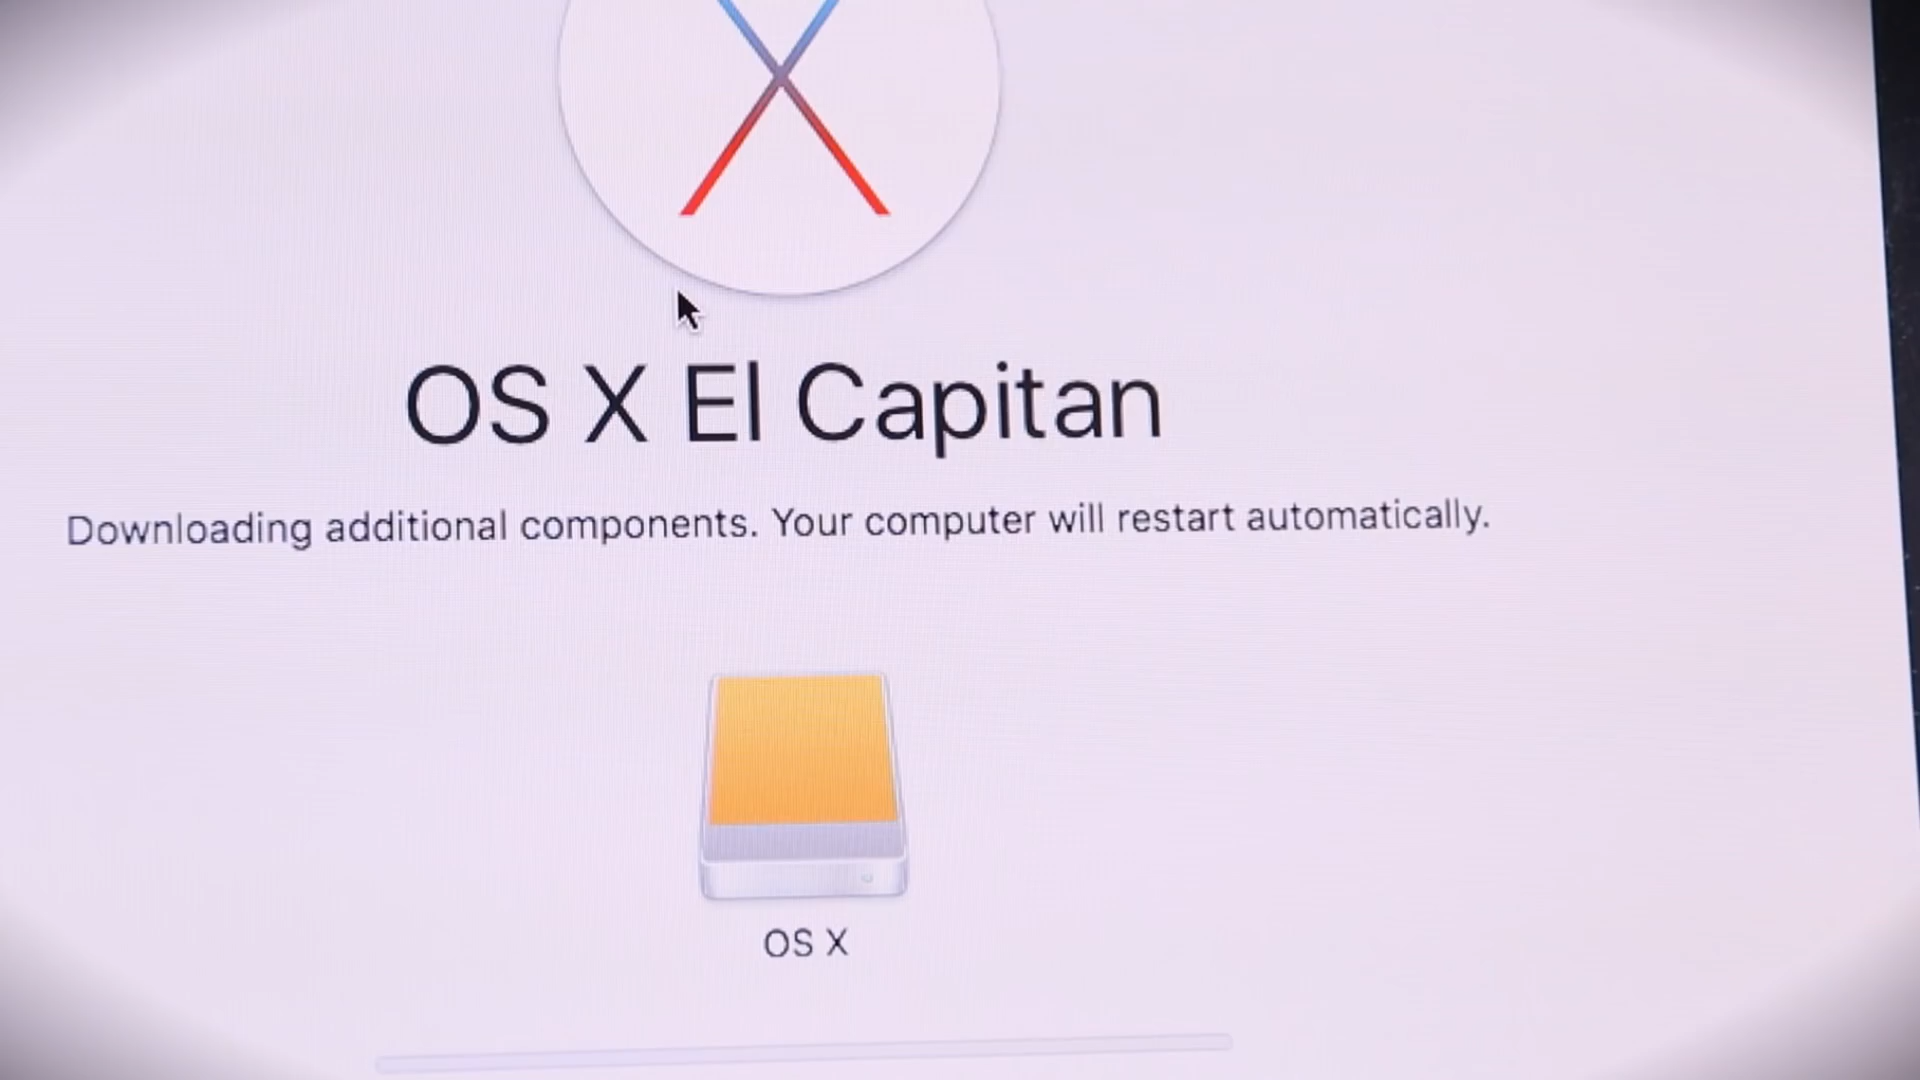 OS X El Capitan
Downloading additional components. Your computer will restart automatically.
OS X